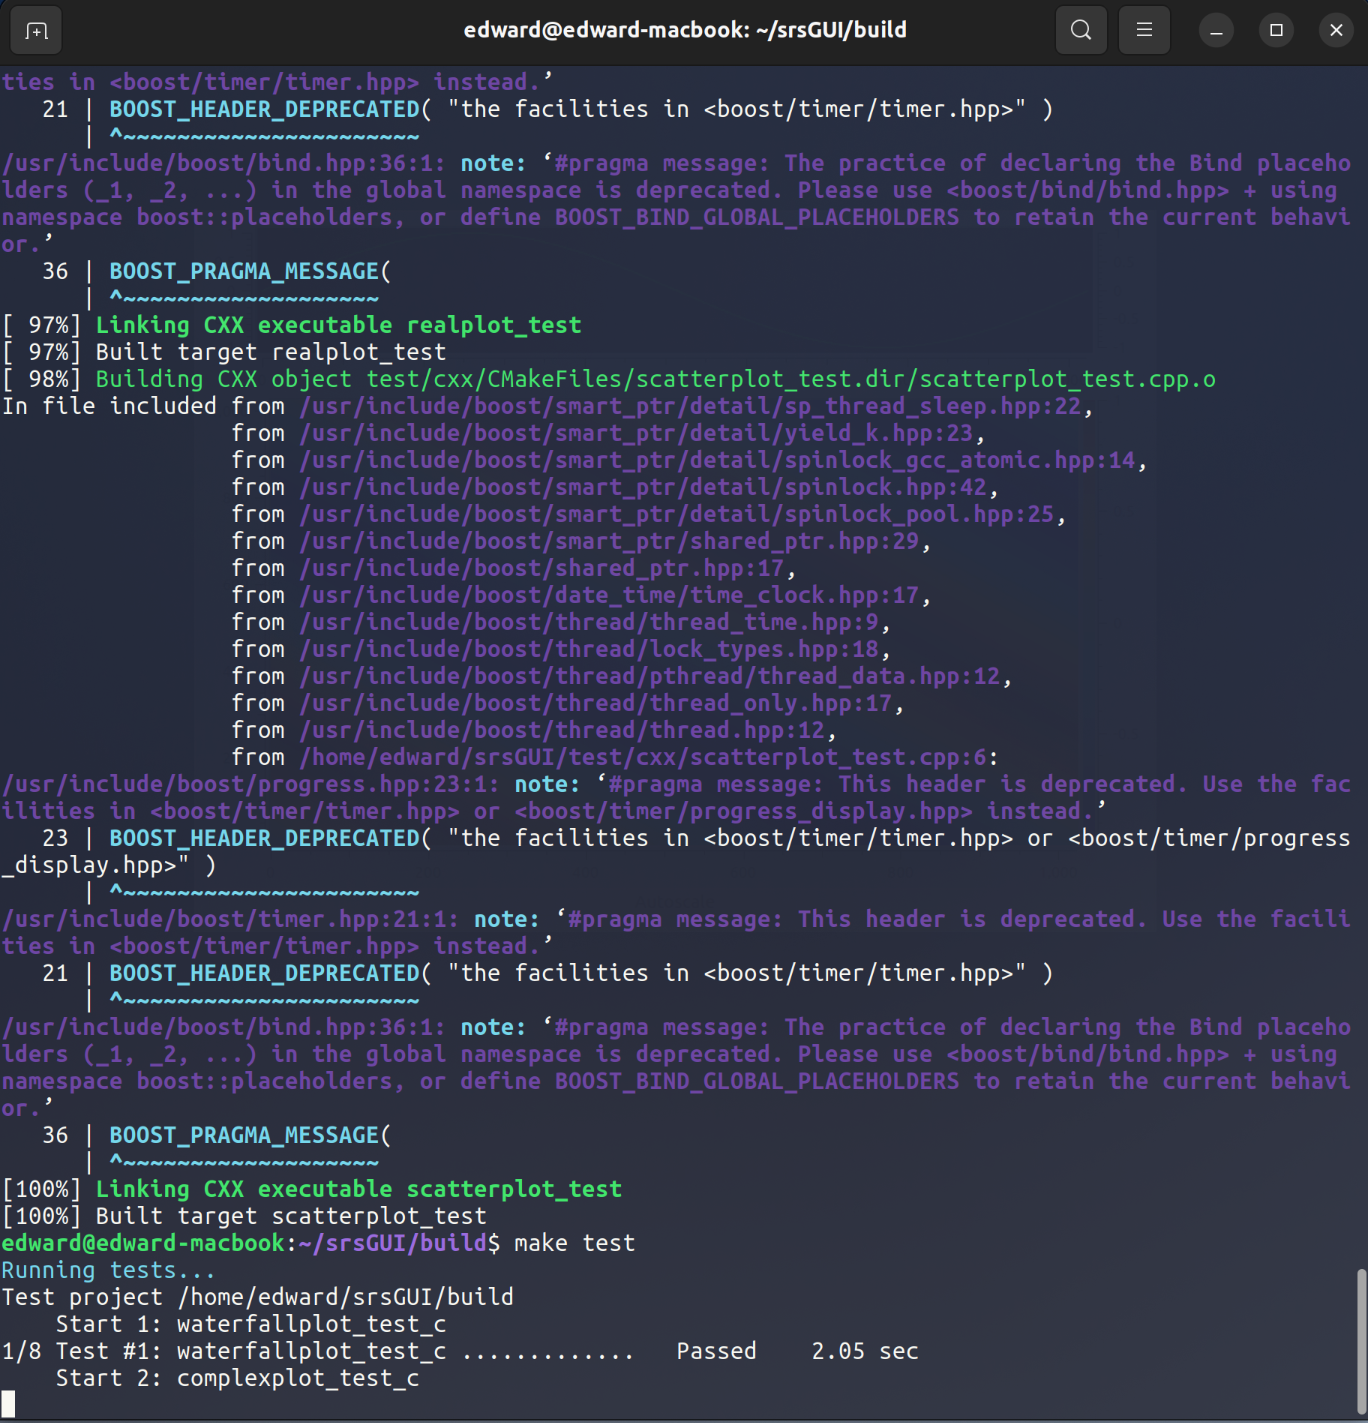 edward@edward-macbook: ~/srsGUI/build
ties in <boost/timer/timer.hpp> instead.’
   21 | BOOST_HEADER_DEPRECATED( "the facilities in <boost/timer/timer.hpp>" )
      | ^~~~~~~~~~~~~~~~~~~~~~~
/usr/include/boost/bind.hpp:36:1: note: ‘#pragma message: The practice of declaring the Bind placeho
lders (_1, _2, ...) in the global namespace is deprecated. Please use <boost/bind/bind.hpp> + using
namespace boost::placeholders, or define BOOST_BIND_GLOBAL_PLACEHOLDERS to retain the current behavi
or.’
   36 | BOOST_PRAGMA_MESSAGE(
      | ^~~~~~~~~~~~~~~~~~~~
[ 97%] Linking CXX executable realplot_test
[ 97%] Built target realplot_test
[ 98%] Building CXX object test/cxx/CMakeFiles/scatterplot_test.dir/scatterplot_test.cpp.o
In file included from /usr/include/boost/smart_ptr/detail/sp_thread_sleep.hpp:22,
                 from /usr/include/boost/smart_ptr/detail/yield_k.hpp:23,
                 from /usr/include/boost/smart_ptr/detail/spinlock_gcc_atomic.hpp:14,
                 from /usr/include/boost/smart_ptr/detail/spinlock.hpp:42,
                 from /usr/include/boost/smart_ptr/detail/spinlock_pool.hpp:25,
                 from /usr/include/boost/smart_ptr/shared_ptr.hpp:29,
                 from /usr/include/boost/shared_ptr.hpp:17,
                 from /usr/include/boost/date_time/time_clock.hpp:17,
                 from /usr/include/boost/thread/thread_time.hpp:9,
                 from /usr/include/boost/thread/lock_types.hpp:18,
                 from /usr/include/boost/thread/pthread/thread_data.hpp:12,
                 from /usr/include/boost/thread/thread_only.hpp:17,
                 from /usr/include/boost/thread/thread.hpp:12,
                 from /home/edward/srsGUI/test/cxx/scatterplot_test.cpp:6:
/usr/include/boost/progress.hpp:23:1: note: ‘#pragma message: This header is deprecated. Use the fac
ilities in <boost/timer/timer.hpp> or <boost/timer/progress_display.hpp> instead.’
   23 | BOOST_HEADER_DEPRECATED( "the facilities in <boost/timer/timer.hpp> or <boost/timer/progress
_display.hpp>" )
      | ^~~~~~~~~~~~~~~~~~~~~~~
/usr/include/boost/timer.hpp:21:1: note: ‘#pragma message: This header is deprecated. Use the facili
ties in <boost/timer/timer.hpp> instead.’
   21 | BOOST_HEADER_DEPRECATED( "the facilities in <boost/timer/timer.hpp>" )
      | ^~~~~~~~~~~~~~~~~~~~~~~
/usr/include/boost/bind.hpp:36:1: note: ‘#pragma message: The practice of declaring the Bind placeho
lders (_1, _2, ...) in the global namespace is deprecated. Please use <boost/bind/bind.hpp> + using
namespace boost::placeholders, or define BOOST_BIND_GLOBAL_PLACEHOLDERS to retain the current behavi
or.’
   36 | BOOST_PRAGMA_MESSAGE(
      | ^~~~~~~~~~~~~~~~~~~~
[100%] Linking CXX executable scatterplot_test
[100%] Built target scatterplot_test
edward@edward-macbook:~/srsGUI/build$ make test
Running tests...
Test project /home/edward/srsGUI/build
    Start 1: waterfallplot_test_c
1/8 Test #1: waterfallplot_test_c .............   Passed    2.05 sec
    Start 2: complexplot_test_c